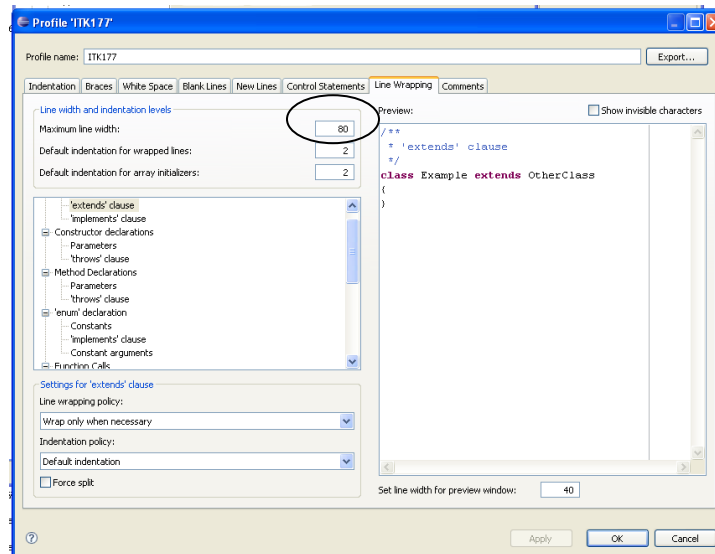 Profile 'ITK177'
Profile name: ITK177 Export...
Indentation Braces White Space Blank Lines New Lines Control Statements Line Wrapping Comments
Line width and indentation levels
Maximum line width: 80
Default indentation for wrapped lines: 2
Default indentation for array initializers: 2
'extends' clause
'implements' clause
Constructor declarations
Parameters
'throws' clause
Method Declarations
Parameters
'throws' clause
'enum' declaration
Constants
'implements' clause
Constant arguments
Function Calls
Settings for 'extends' clause
Line wrapping policy:
Wrap only when necessary
Indentation policy:
Default indentation
Force split
Preview: Show invisible characters
/**
* 'extends' clause
*/
class Example extends OtherClass
{
}
Set line width for preview window: 40
Apply OK Cancel